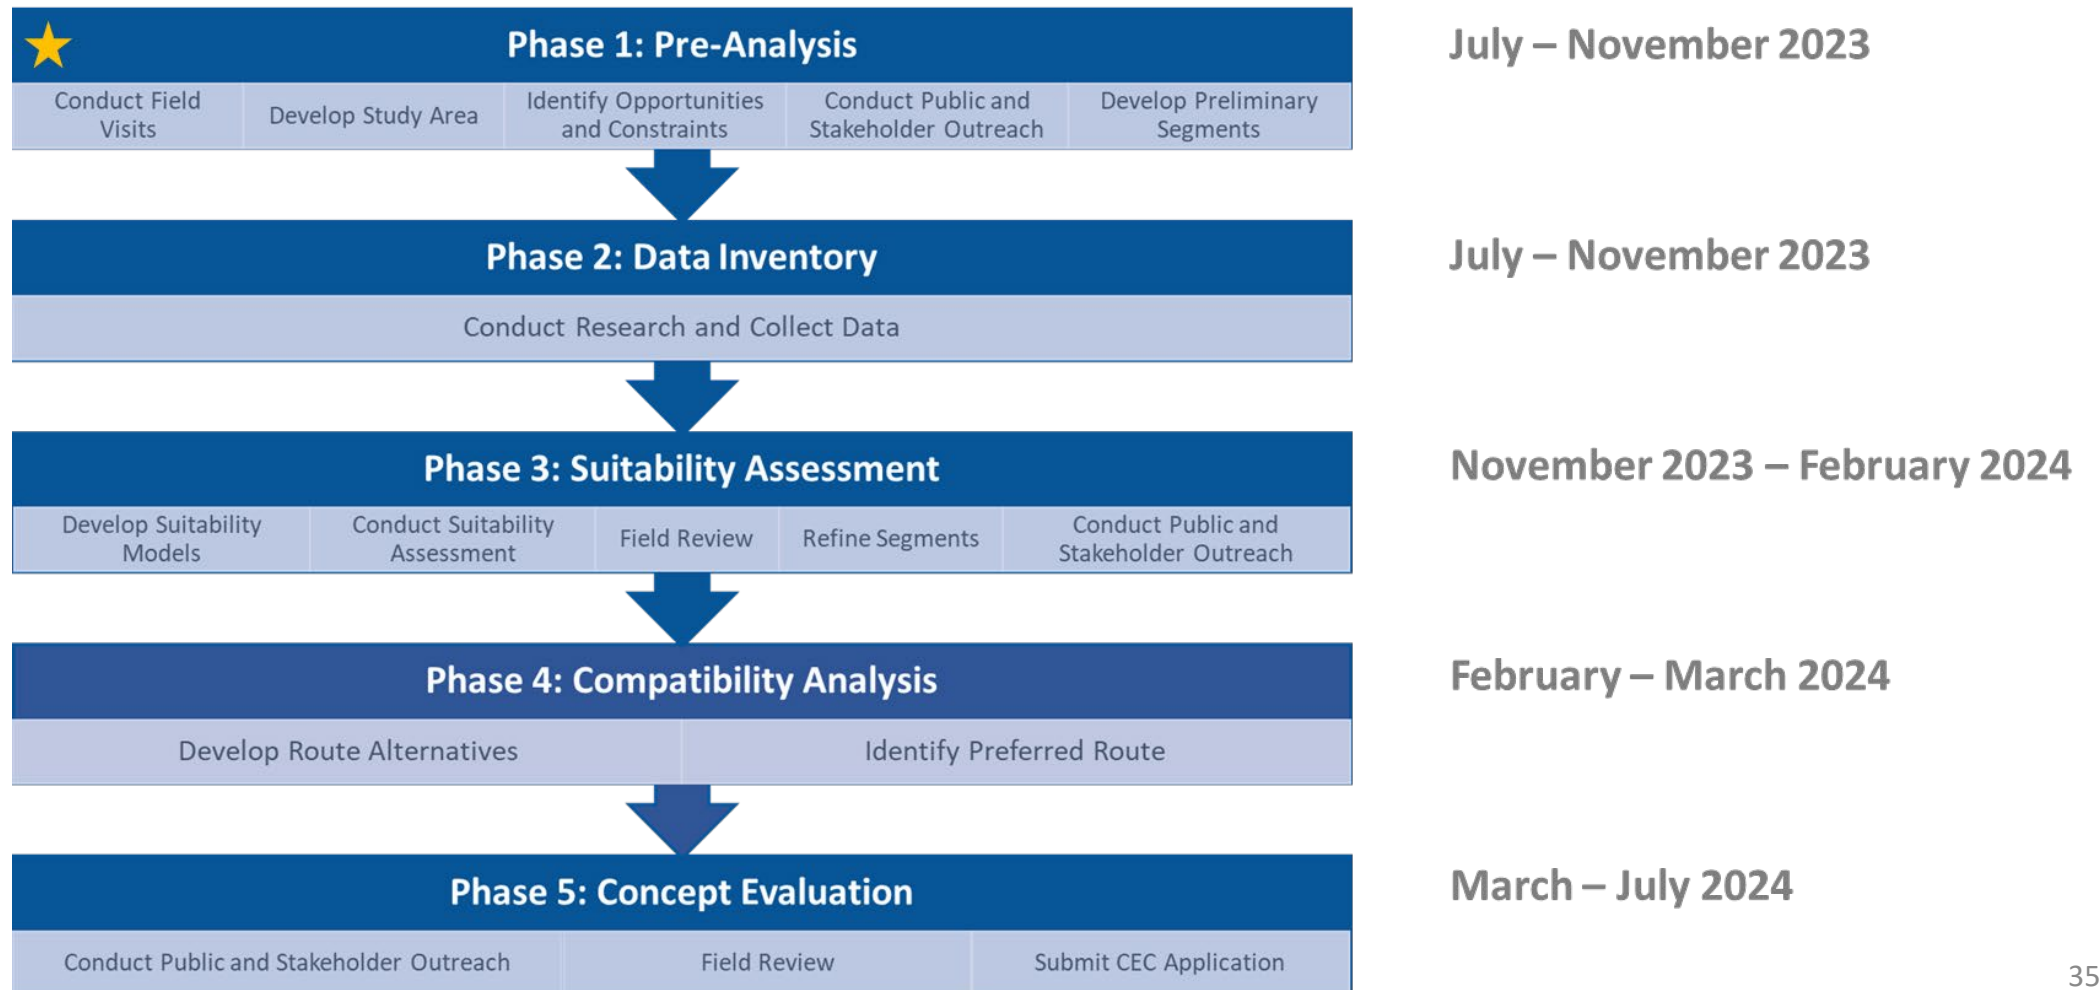 Phase 1: Pre-Analysis
July – November 2023
Conduct Field
Visits
Develop Study Area
Identify Opportunities
and Constraints
Conduct Public and
Stakeholder Outreach
Develop Preliminary
Segments
Phase 2: Data Inventory
July – November 2023
Conduct Research and Collect Data
Phase 3: Suitability Assessment
November 2023 – February 2024
Develop Suitability
Models
Conduct Suitability
Assessment
Field Review
Refine Segments
Conduct Public and
Stakeholder Outreach
Phase 4: Compatibility Analysis
February – March 2024
Develop Route Alternatives
Identify Preferred Route
Phase 5: Concept Evaluation
March – July 2024
Conduct Public and Stakeholder Outreach
Field Review
Submit CEC Application
35